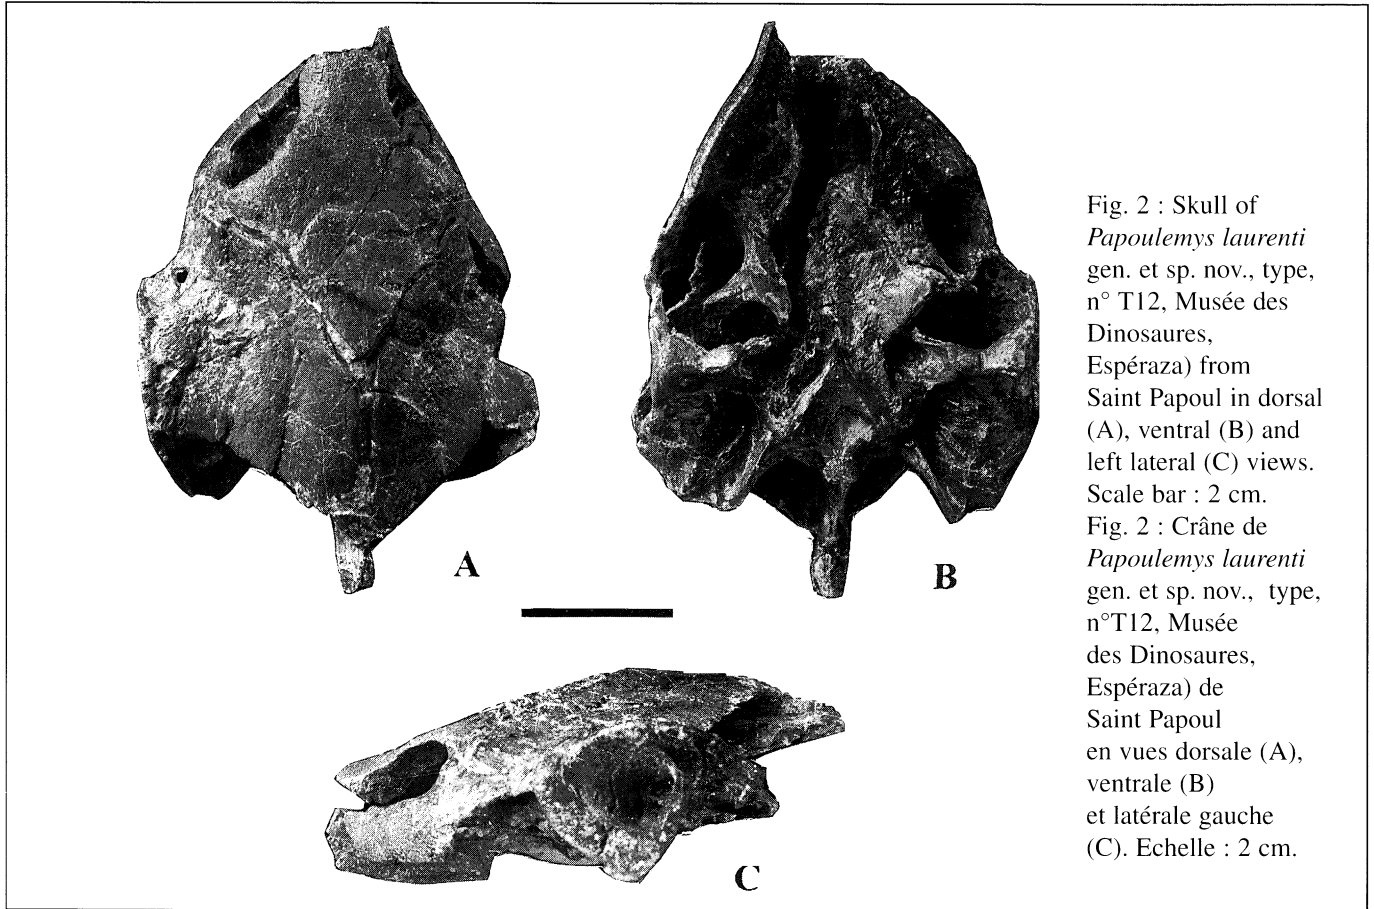 A
B
C
Fig. 2 : Skull of
Papoulemys laurenti
gen. et sp. nov., type,
n° T12, Musée des
Dinosaures,
Espéraza) from
Saint Papoul in dorsal
(A), ventral (B) and
left lateral (C) views.
Scale bar : 2 cm.
Fig. 2 : Crâne de
Papoulemys laurenti
gen. et sp. nov., type,
n°T12, Musée
des Dinosaures,
Espéraza) de
Saint Papoul
en vues dorsale (A),
ventrale (B)
et latérale gauche
(C). Echelle : 2 cm.